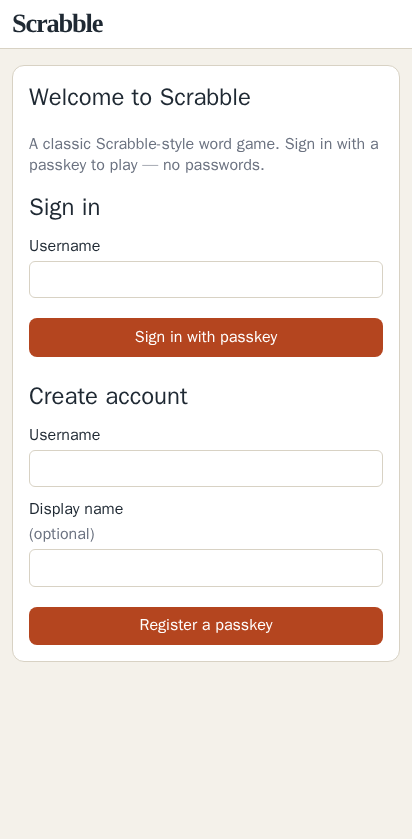 Scrabble
Welcome to Scrabble
A classic Scrabble-style word game. Sign in with a
passkey to play — no passwords.
Sign in
Username
Sign in with passkey
Create account
Username
Display name
(optional)
Register a passkey